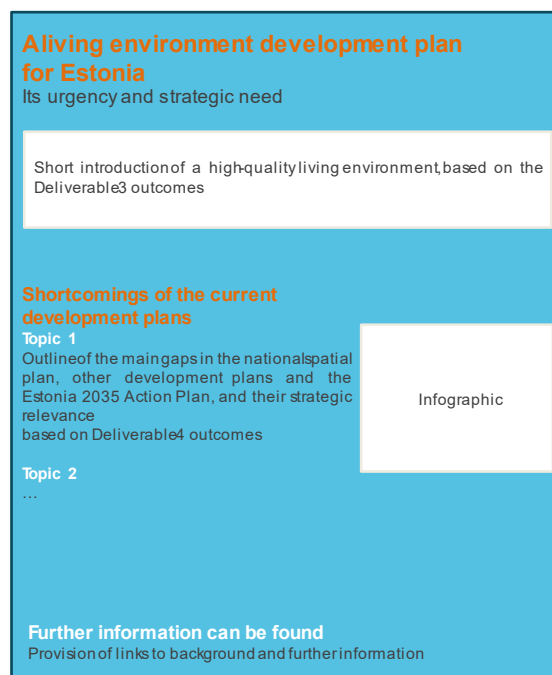 A living environment development plan
for Estonia
Its urgency and strategic need
Short introduction of a high-quality living environment, based on the
Deliverable 3 outcomes
Shortcomings of the current
development plans
Topic 1
Outline of the main gaps in the national spatial
plan, other development plans and the
Estonia 2035 Action Plan, and their strategic
relevance
based on Deliverable 4 outcomes
Infographic
Topic 2
…
Further information can be found
Provision of links to background and further information